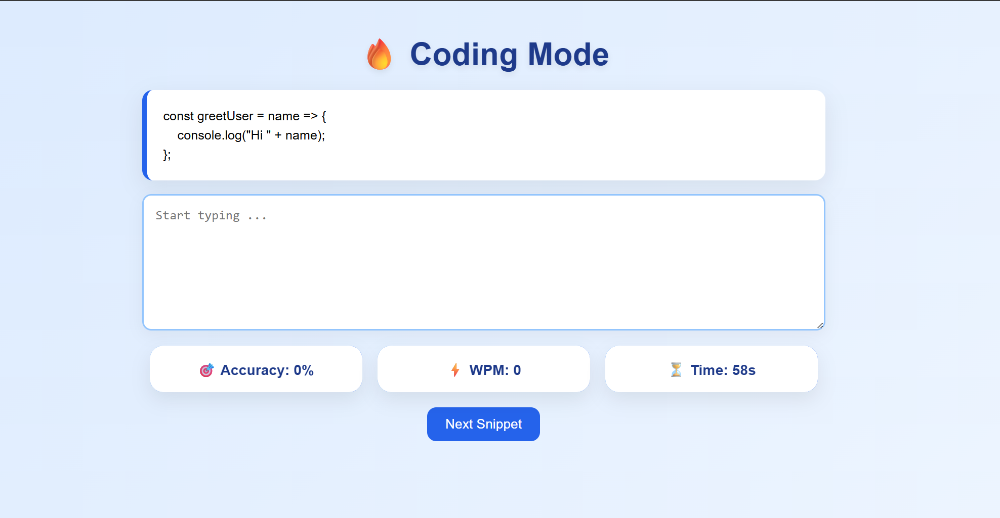 🔥 Coding Mode
const greetUser = name => {
    console.log("Hi " + name);
};
Start typing ...
🎯 Accuracy: 0%
⚡ WPM: 0
⏳ Time: 58s
Next Snippet